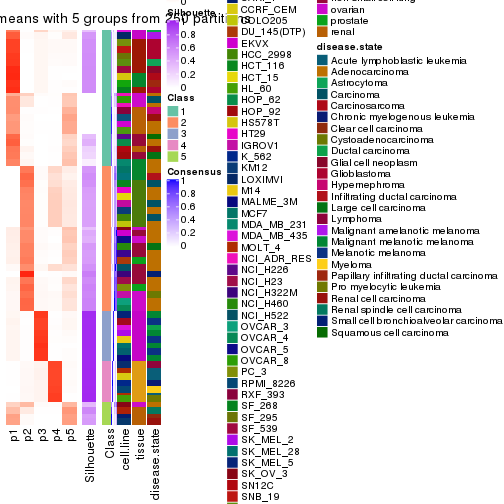 means with 5 groups from 250 partitions
Silhouette
1
0.8
0.6
0.4
0.2
0
Class
1
2
3
4
5
Consensus
1
0.8
0.6
0.4
0.2
0
p1
p2
p3
p4
p5
Silhouette
Class
cell.line
tissue
disease.state
CCRF_CEM
COLO205
DU_145(DTP)
EKVX
HCC_2998
HCT_116
HCT_15
HL_60
HOP_62
HOP_92
HS578T
HT29
IGROV1
K_562
KM12
LOXIMVI
M14
MALME_3M
MCF7
MDA_MB_231
MDA_MB_435
MOLT_4
NCI_ADR_RES
NCI_H226
NCI_H23
NCI_H322M
NCI_H460
NCI_H522
OVCAR_3
OVCAR_4
OVCAR_5
OVCAR_8
PC_3
RPMI_8226
RXF_393
SF_268
SF_295
SF_539
SK_MEL_2
SK_MEL_28
SK_MEL_5
SK_OV_3
SN12C
SNB_19
ovarian
prostate
renal
disease.state
Acute lymphoblastic leukemia
Adenocarcinoma
Astrocytoma
Carcinoma
Carcinosarcoma
Chronic myelogenous leukemia
Clear cell carcinoma
Cystoadenocarcinoma
Ductal carcinoma
Glial cell neoplasm
Glioblastoma
Hypernephroma
Infiltrating ductal carcinoma
Large cell carcinoma
Lymphoma
Malignant amelanotic melanoma
Malignant melanotic melanoma
Melanotic melanoma
Myeloma
Papillary infiltrating ductal carcinoma
Pro myelocytic leukemia
Renal cell carcinoma
Renal spindle cell carcinoma
Small cell bronchioalveolar carcinoma
Squamous cell carcinoma